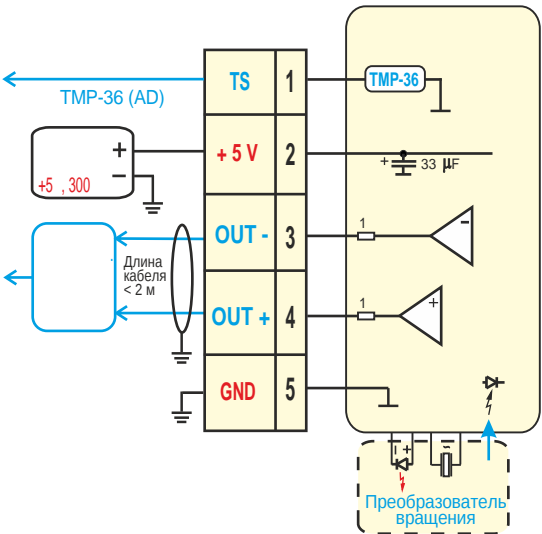 TS 1
TMP-36
TMP-36 (AD)
+ 5 V 2
+ 33 µF
+
−
+5 , 300
OUT - 3
1
−
Длина
кабеля
< 2 м
OUT + 4
1
+
GND 5
− +
~
Преобразователь
вращения